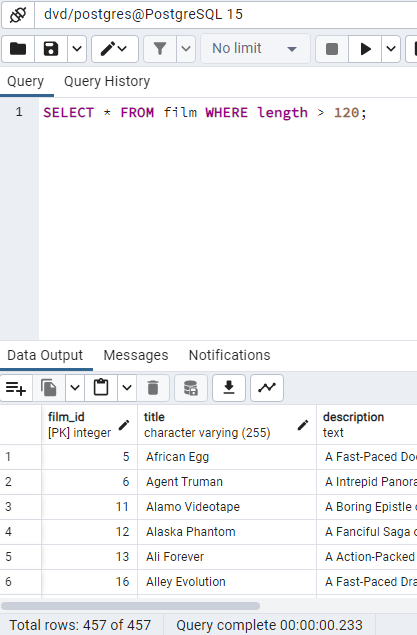 dvd/postgres@PostgreSQL 15
No limit
Query Query History
1 SELECT * FROM film WHERE length > 120;
Data Output Messages Notifications
film_id title description
[PK] integer character varying (255) text
1 5 African Egg A Fast-Paced Doc
2 6 Agent Truman A Intrepid Panora
3 11 Alamo Videotape A Boring Epistle o
4 12 Alaska Phantom A Fanciful Saga o
5 13 Ali Forever A Action-Packed
6 16 Alley Evolution A Fast-Paced Dra
Total rows: 457 of 457 Query complete 00:00:00.233